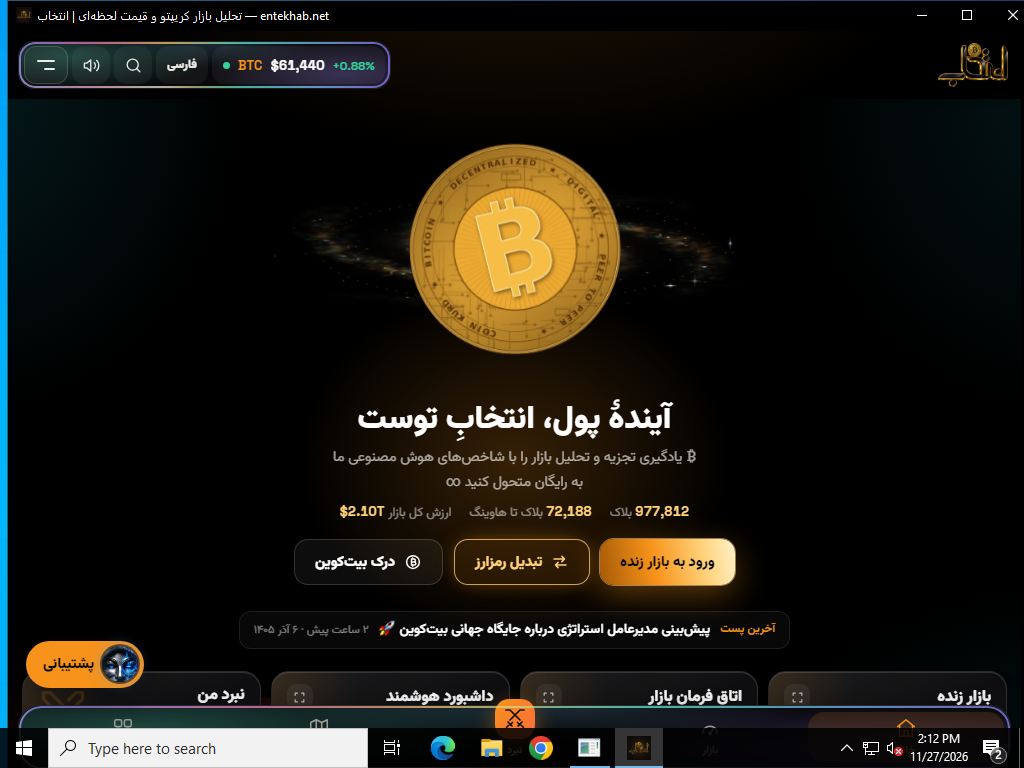 تحلیل بازار کریپتو و قیمت لحظه‌ای | انتخاب — entekhab.net
فارسی
BTC $61,440 +0.88%
انتخاب
DECENTRALIZED * DIGITAL * PEER TO PEER * COIN KURD * BITCOIN
آیندهٔ پول، انتخابِ توست
یادگیری تجزیه و تحلیل بازار را با شاخص‌های هوش مصنوعی ما
به رایگان متحول کنید ∞
977,812 بلاک 72,188 بلاک تا هاوینگ ارزش کل بازار $2.10T
ورود به بازار زنده
تبدیل رمزارز
درک بیت‌کوین
آخرین پست پیش‌بینی مدیرعامل استراتژی درباره جایگاه جهانی بیت‌کوین 🚀 ۲ ساعت پیش · ۶ آذر ۱۴۰۵
پشتیبانی
بازار زنده
اتاق فرمان بازار
داشبورد هوشمند
نبرد من
بازار
نبرد
Type here to search
2:12 PM
11/27/2026
2